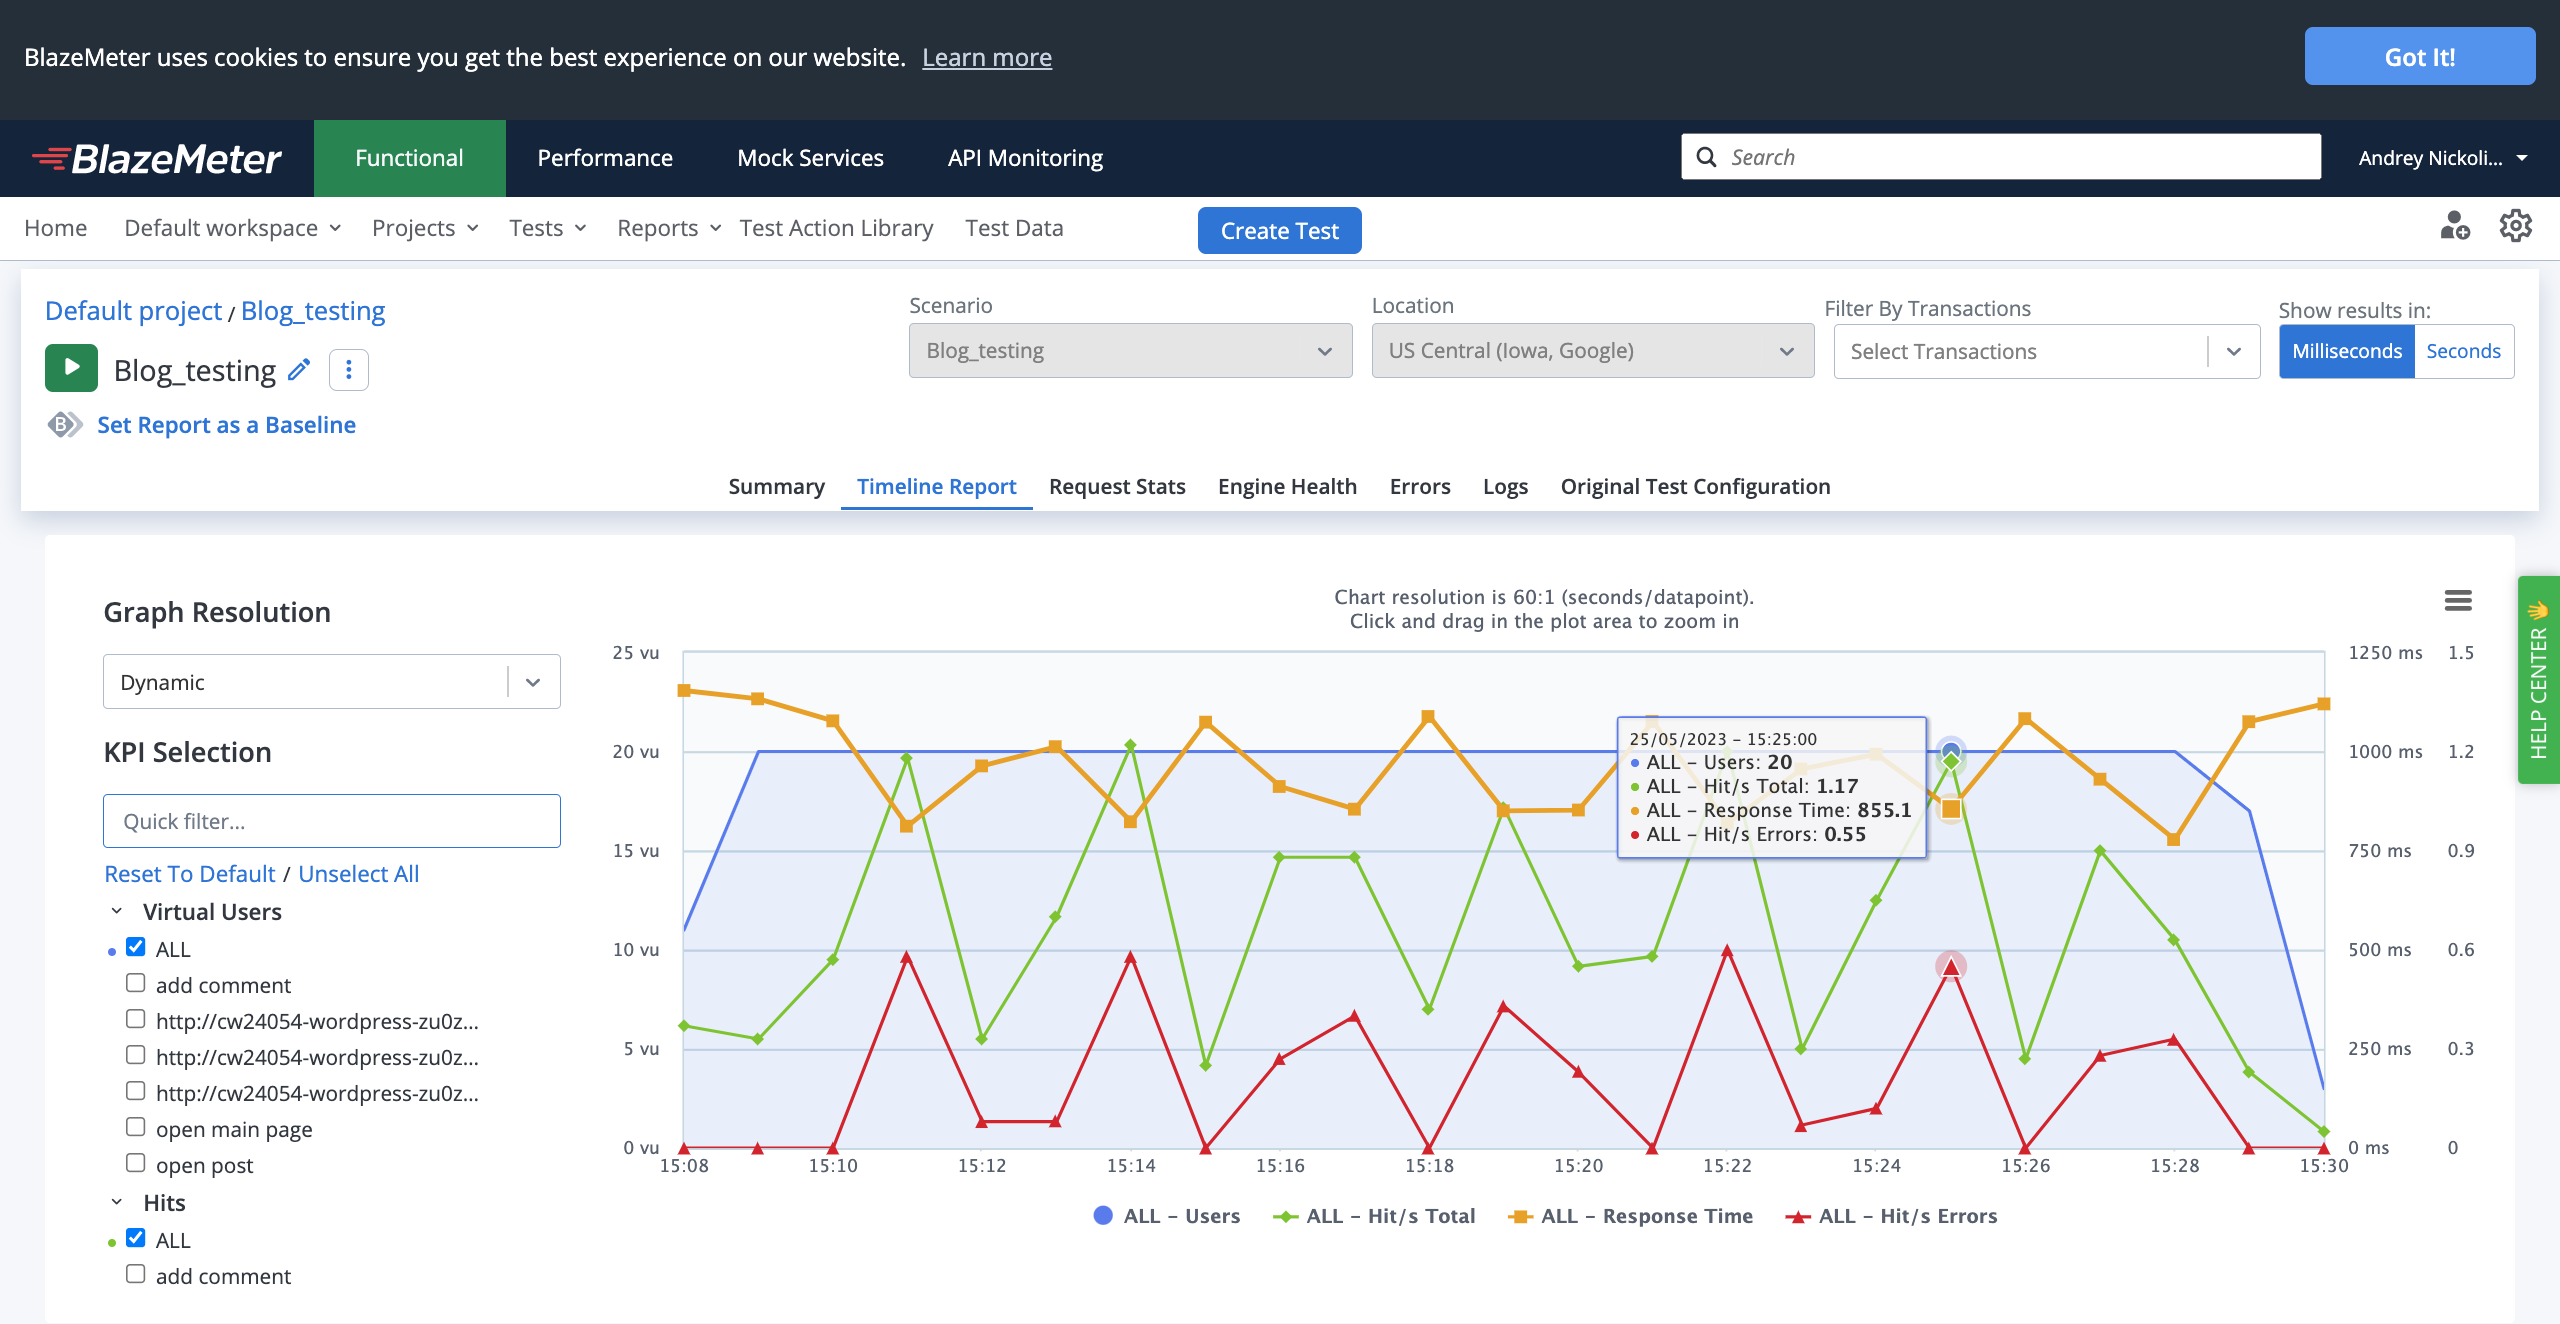 BlazeMeter uses cookies to ensure you get the best experience on our website. Learn more
Got It!
BlazeMeter
Functional
Performance
Mock Services
API Monitoring
Search
Andrey Nickoli...
Home
Default workspace
Projects
Tests
Reports
Test Action Library
Test Data
Create Test
Default project / Blog_testing
Blog_testing
B
Set Report as a Baseline
Scenario
Blog_testing
Location
US Central (Iowa, Google)
Filter By Transactions
Select Transactions
Show results in:
Milliseconds
Seconds
Summary
Timeline Report
Request Stats
Engine Health
Errors
Logs
Original Test Configuration
Graph Resolution
Dynamic
KPI Selection
Quick filter...
Reset To Default / Unselect All
Virtual Users
ALL
add comment
http://cw24054-wordpress-zu0z...
http://cw24054-wordpress-zu0z...
http://cw24054-wordpress-zu0z...
open main page
open post
Hits
ALL
add comment
Chart resolution is 60:1 (seconds/datapoint).
Click and drag in the plot area to zoom in
25 vu
20 vu
15 vu
10 vu
5 vu
0 vu
1250 ms 1.5
1000 ms 1.2
750 ms 0.9
500 ms 0.6
250 ms 0.3
0 ms 0
25/05/2023 – 15:25:00
ALL – Users: 20
ALL – Hit/s Total: 1.17
ALL – Response Time: 855.1
ALL – Hit/s Errors: 0.55
15:08 15:10 15:12 15:14 15:16 15:18 15:20 15:22 15:24 15:26 15:28 15:30
ALL – Users ALL – Hit/s Total ALL – Response Time ALL – Hit/s Errors
HELP CENTER 👋